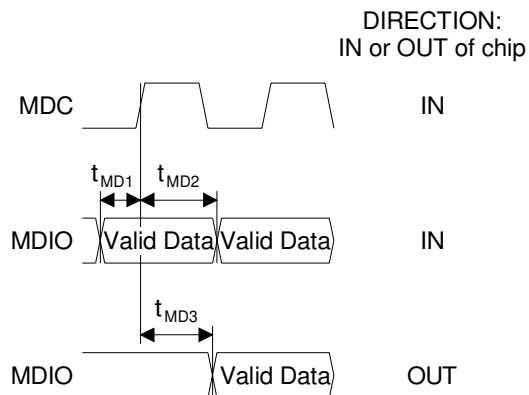 DIRECTION:
IN or OUT of chip
MDC
IN
tMD1
tMD2
MDIO
Valid Data
Valid Data
IN
tMD3
MDIO
Valid Data
OUT